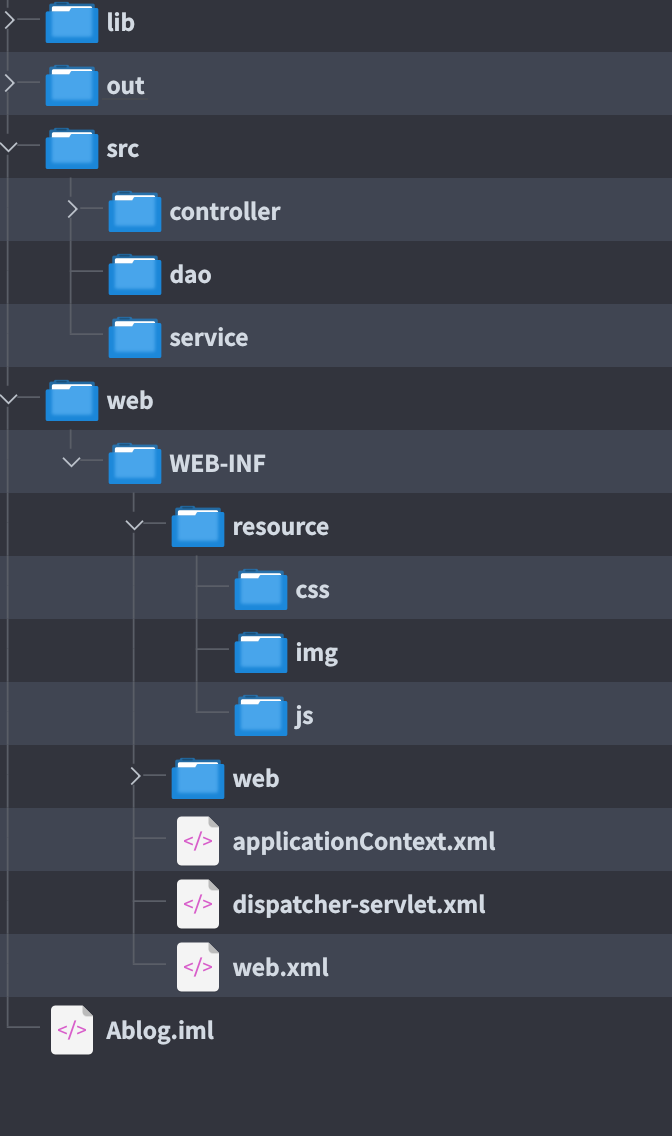 lib
out
src
controller
dao
service
web
WEB-INF
resource
css
img
js
web
</> applicationContext.xml
</> dispatcher-servlet.xml
</> web.xml
</> Ablog.iml